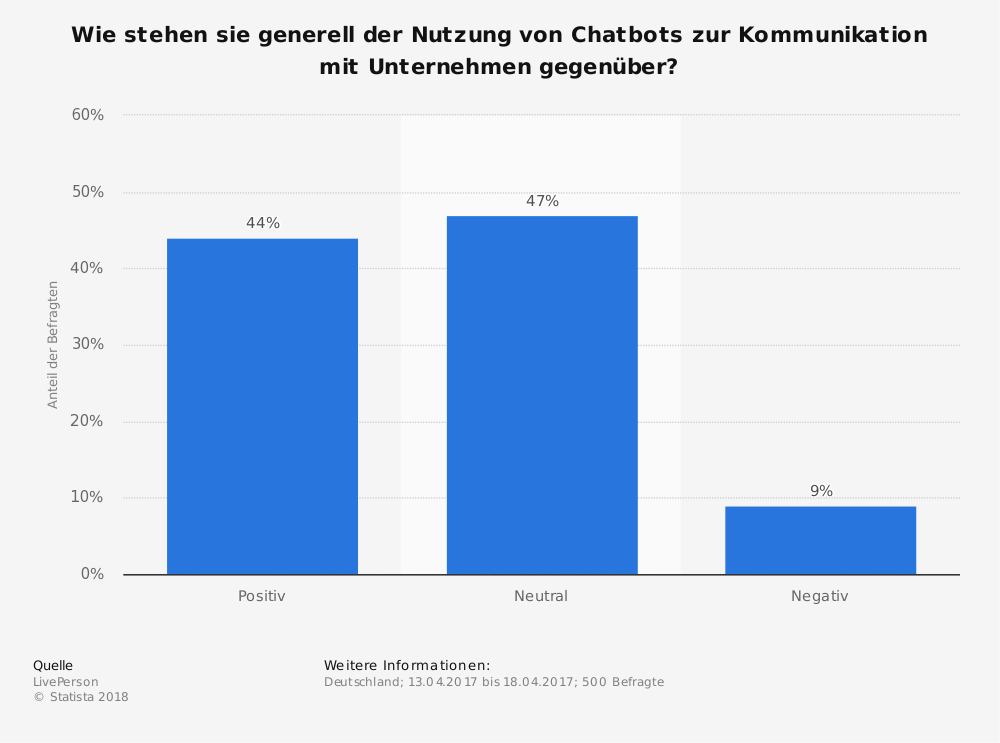 Wie stehen sie generell der Nutzung von Chatbots zur Kommunikation
mit Unternehmen gegenüber?
60%
50%
40%
30%
20%
10%
0%
Anteil der Befragten
44%
47%
9%
Positiv
Neutral
Negativ
Quelle
LivePerson
© Statista 2018
Weitere Informationen:
Deutschland; 13.04.2017 bis 18.04.2017; 500 Befragte